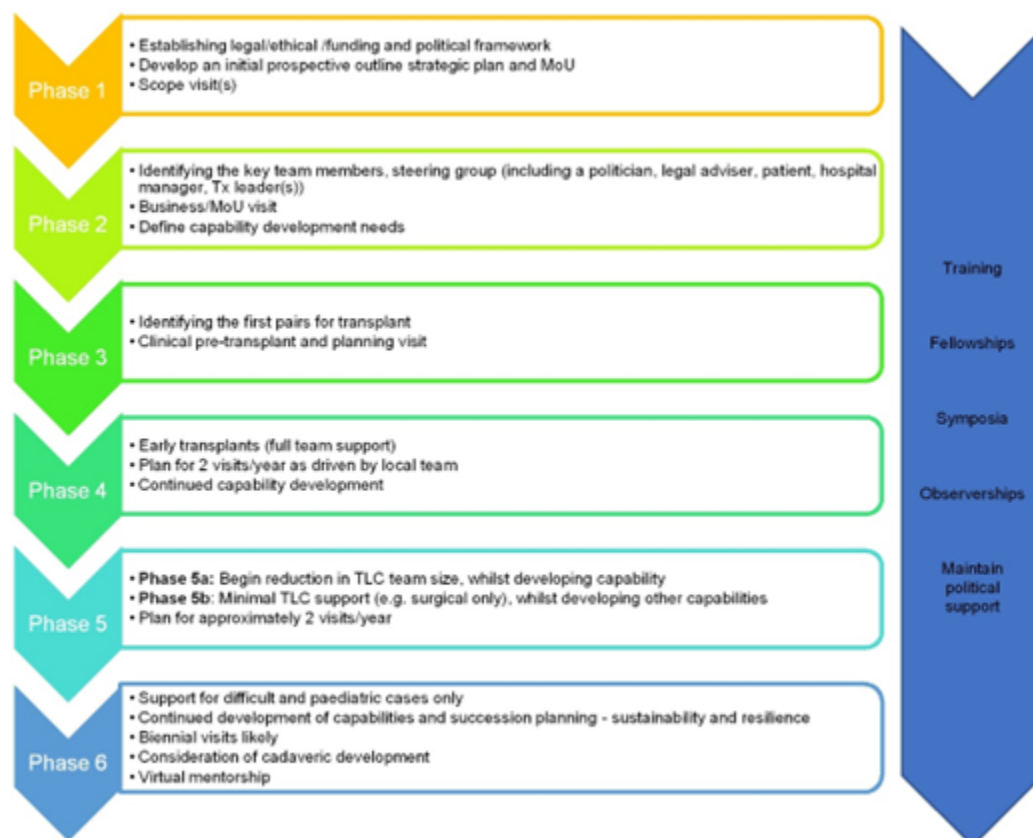 Phase 1
• Establishing legal/ethical /funding and political framework
• Develop an initial prospective outline strategic plan and MoU
• Scope visit(s)
Phase 2
• Identifying the key team members, steering group (including a politician, legal adviser, patient, hospital
manager, Tx leader(s))
• Business/MoU visit
• Define capability development needs
Phase 3
• Identifying the first pairs for transplant
• Clinical pre-transplant and planning visit
Phase 4
• Early transplants (full team support)
• Plan for 2 visits/year as driven by local team
• Continued capability development
Phase 5
• Phase 5a: Begin reduction in TLC team size, whilst developing capability
• Phase 5b: Minimal TLC support (e.g. surgical only), whilst developing other capabilities
• Plan for approximately 2 visits/year
Phase 6
• Support for difficult and paediatric cases only
• Continued development of capabilities and succession planning - sustainability and resilience
• Biennial visits likely
• Consideration of cadaveric development
• Virtual mentorship
Training
Fellowships
Symposia
Observerships
Maintain
political
support